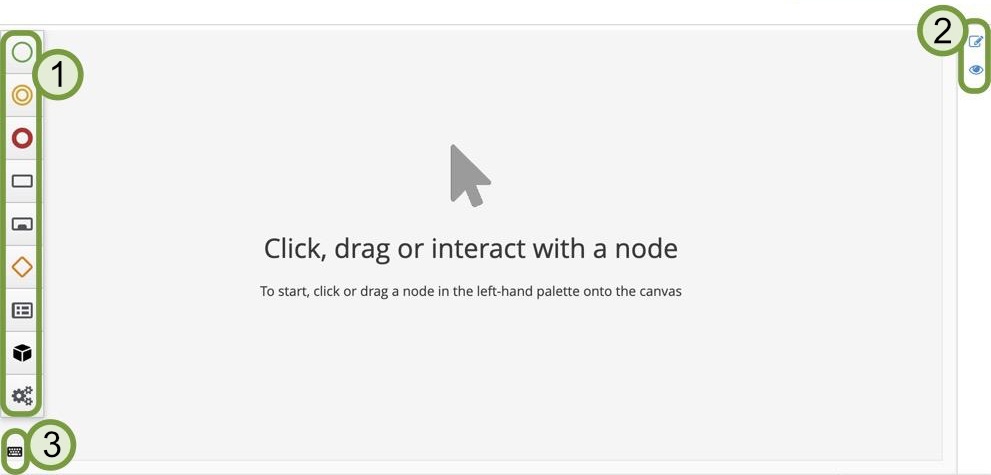 2
1
Click, drag or interact with a node
To start, click or drag a node in the left-hand palette onto the canvas
3